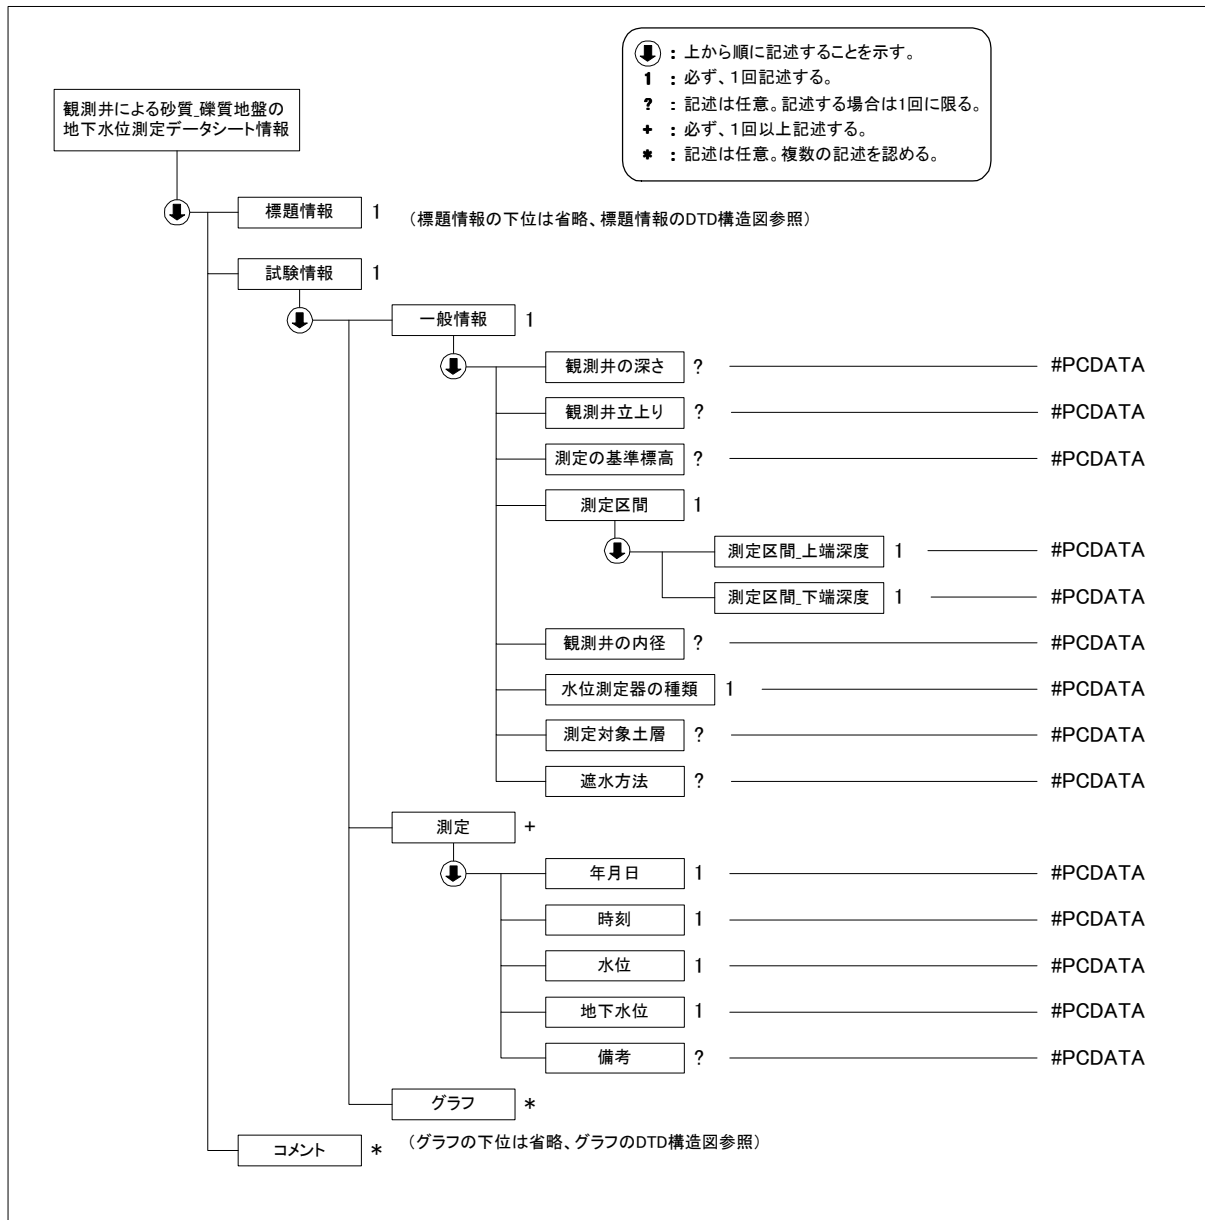 ⬇ : 上から順に記述することを示す。
1 : 必ず、1回記述する。
? : 記述は任意。記述する場合は1回に限る。
+ : 必ず、1回以上記述する。
* : 記述は任意。複数の記述を認める。
観測井による砂質_礫質地盤の
地下水位測定データシート情報
標題情報 1 (標題情報の下位は省略、標題情報のDTD構造図参照)
試験情報 1
一般情報 1
観測井の深さ ? #PCDATA
観測井立上り ? #PCDATA
測定の基準標高 ? #PCDATA
測定区間 1
測定区間_上端深度 1 #PCDATA
測定区間_下端深度 1 #PCDATA
観測井の内径 ? #PCDATA
水位測定器の種類 1 #PCDATA
測定対象土層 ? #PCDATA
遮水方法 ? #PCDATA
測定 +
年月日 1 #PCDATA
時刻 1 #PCDATA
水位 1 #PCDATA
地下水位 1 #PCDATA
備考 ? #PCDATA
グラフ *
(グラフの下位は省略、グラフのDTD構造図参照)
コメント *